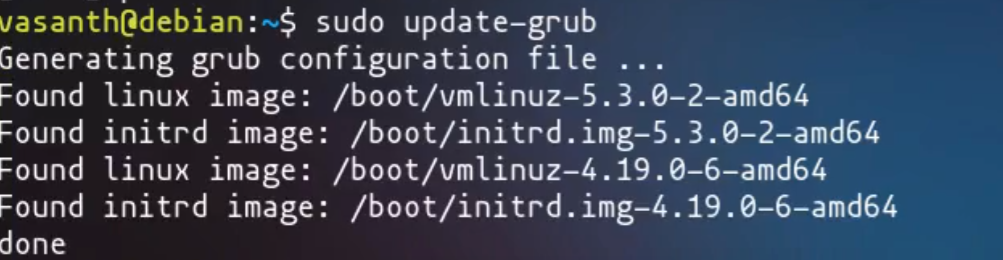 vasanth@debian:~$ sudo update-grub
Generating grub configuration file ...
Found linux image: /boot/vmlinuz-5.3.0-2-amd64
Found initrd image: /boot/initrd.img-5.3.0-2-amd64
Found linux image: /boot/vmlinuz-4.19.0-6-amd64
Found initrd image: /boot/initrd.img-4.19.0-6-amd64
done